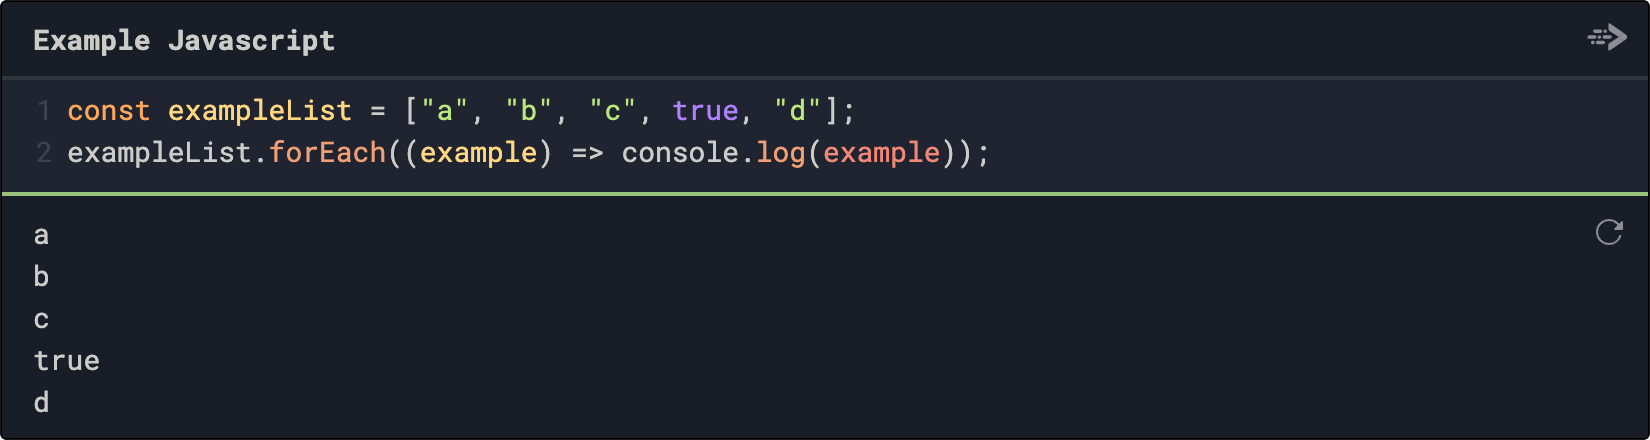 Example Javascript
1 const exampleList = ["a", "b", "c", true, "d"];
2 exampleList.forEach((example) => console.log(example));
a
b
c
true
d